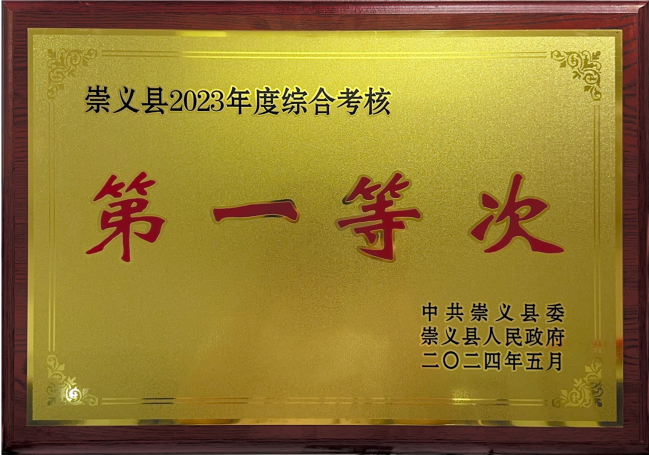 崇义县2023年度综合考核
第一等次
中共崇义县委
崇义县人民政府
二〇二四年五月